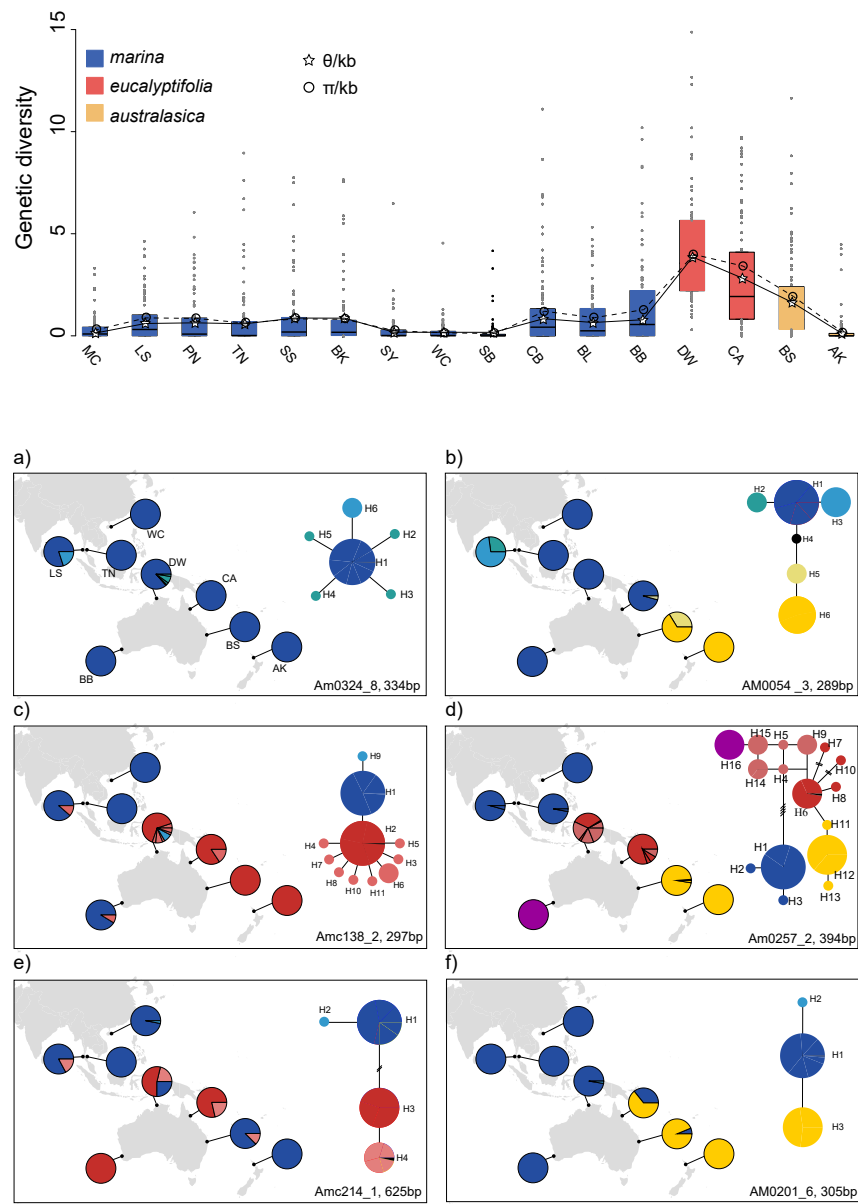 marina
eucalyptifolia
australasica
θ/kb
π/kb
Genetic diversity
15
10
5
0
MC LS PN TN SS BK SY WC SB CB BL BB DW CA BS AK
a)
WC
LS
TN
DW
CA
BS
BB
AK
H6
H5
H2
H1
H4
H3
Am0324_8, 334bp
b)
H2
H1
H3
H4
H5
H6
AM0054 _3, 289bp
c)
H9
H1
H2
H4
H5
H7
H3
H8
H6
H10
H11
Amc138_2, 297bp
d)
H15
H5
H9
H7
H16
H10
H14
H4
H8
H6
H11
H1
H2
H12
H3
H13
Am0257_2, 394bp
e)
H2
H1
H3
H4
Amc214_1, 625bp
f)
H2
H1
H3
AM0201_6, 305bp